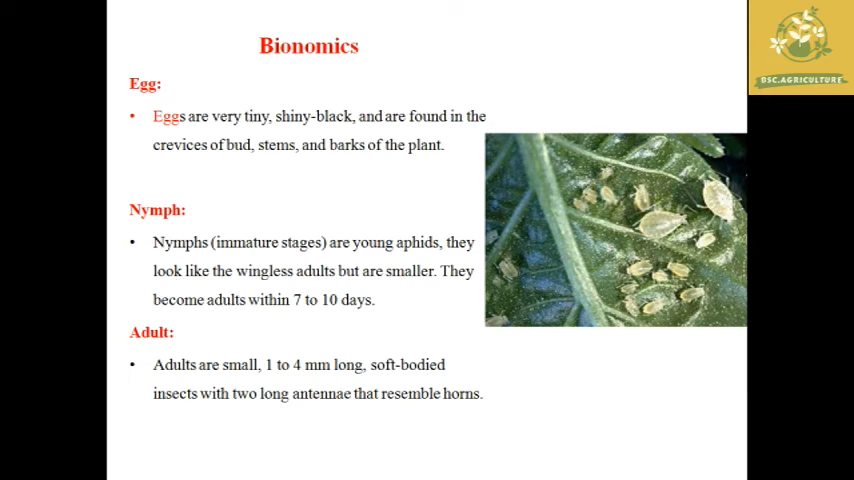 Bionomics
Egg:
• Eggs are very tiny, shiny-black, and are found in the
crevices of bud, stems, and barks of the plant.
Nymph:
• Nymphs (immature stages) are young aphids, they
look like the wingless adults but are smaller. They
become adults within 7 to 10 days.
Adult:
• Adults are small, 1 to 4 mm long, soft-bodied
insects with two long antennae that resemble horns.
DSC.AGRICULTURE